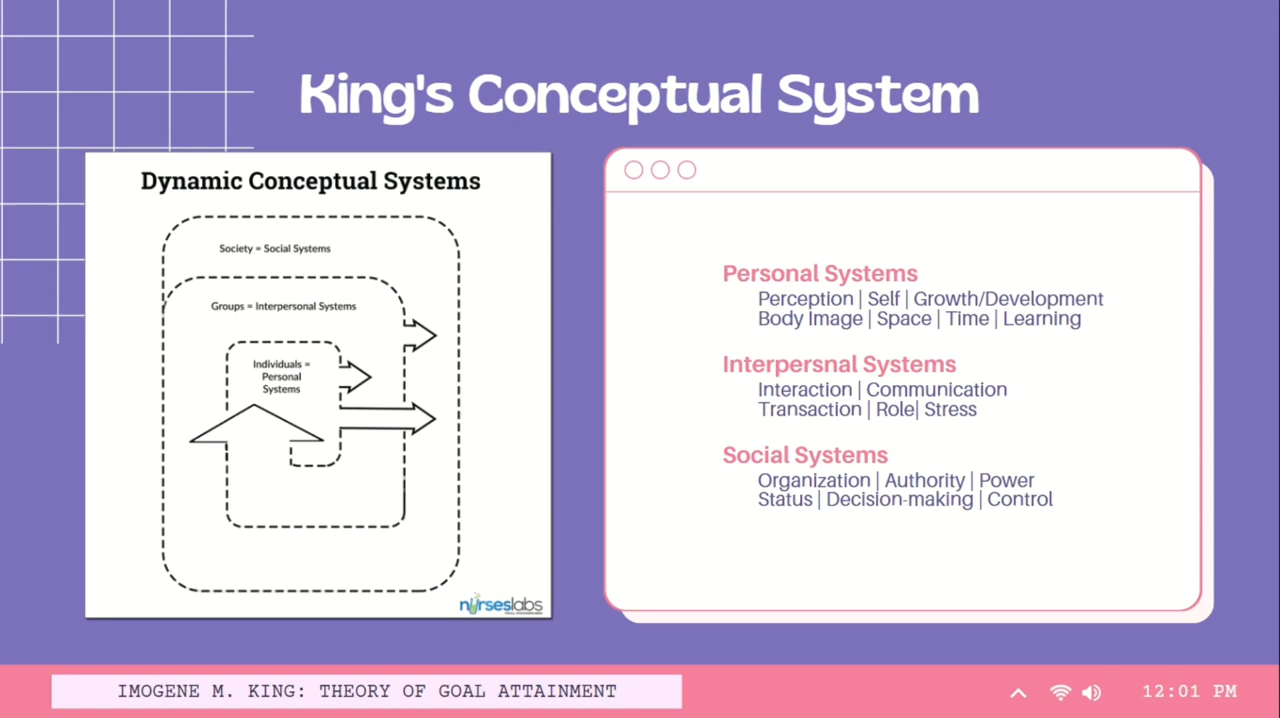 King's Conceptual System
Dynamic Conceptual Systems
Society = Social Systems
Groups = Interpersonal Systems
Individuals =
Personal
Systems
nurseslabs
Personal Systems
Perception | Self | Growth/Development
Body Image | Space | Time | Learning
Interpersnal Systems
Interaction | Communication
Transaction | Role| Stress
Social Systems
Organization | Authority | Power
Status | Decision-making | Control
IMOGENE M. KING: THEORY OF GOAL ATTAINMENT
12:01 PM